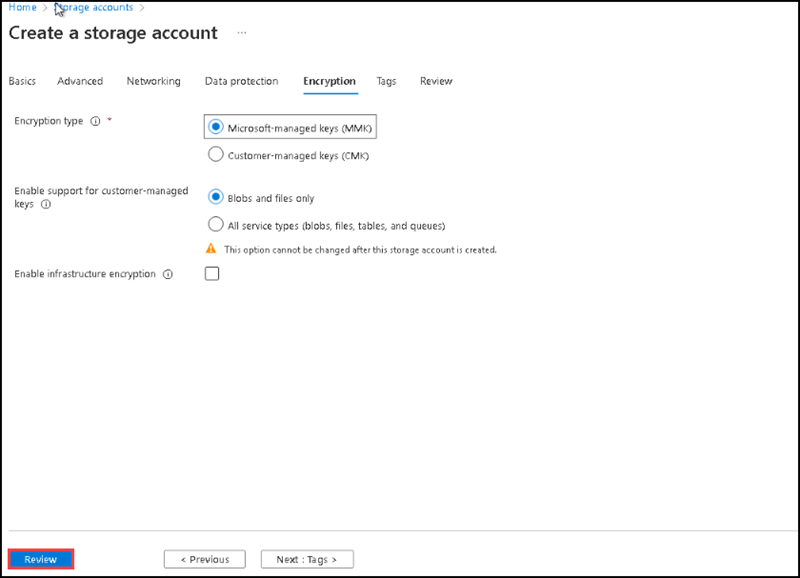 Home > Storage accounts >
Create a storage account ...
Basics Advanced Networking Data protection Encryption Tags Review
Encryption type * Microsoft-managed keys (MMK)
Customer-managed keys (CMK)
Enable support for customer-managed
keys
Blobs and files only
All service types (blobs, files, tables, and queues)
This option cannot be changed after this storage account is created.
Enable infrastructure encryption
Review < Previous Next : Tags >